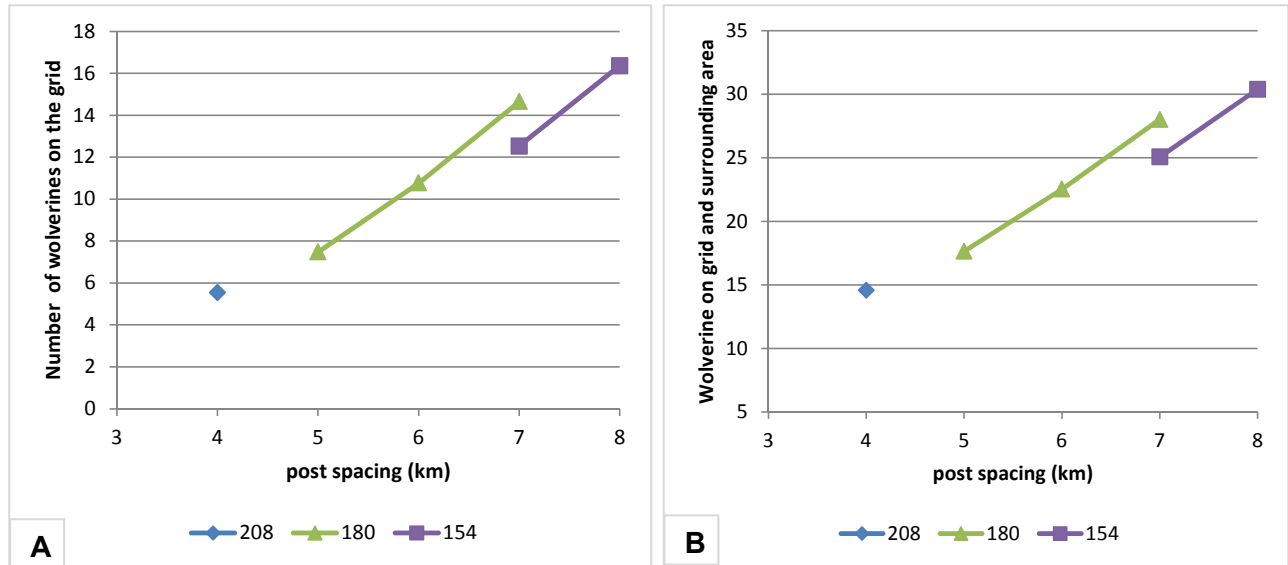 Number of wolverines on the grid
18
16
14
12
10
8
6
4
2
0
3 4 5 6 7 8
post spacing (km)
208 180 154
A
Wolverine on grid and surrounding area
35
30
25
20
15
10
5
3 4 5 6 7 8
post spacing (km)
208 180 154
B